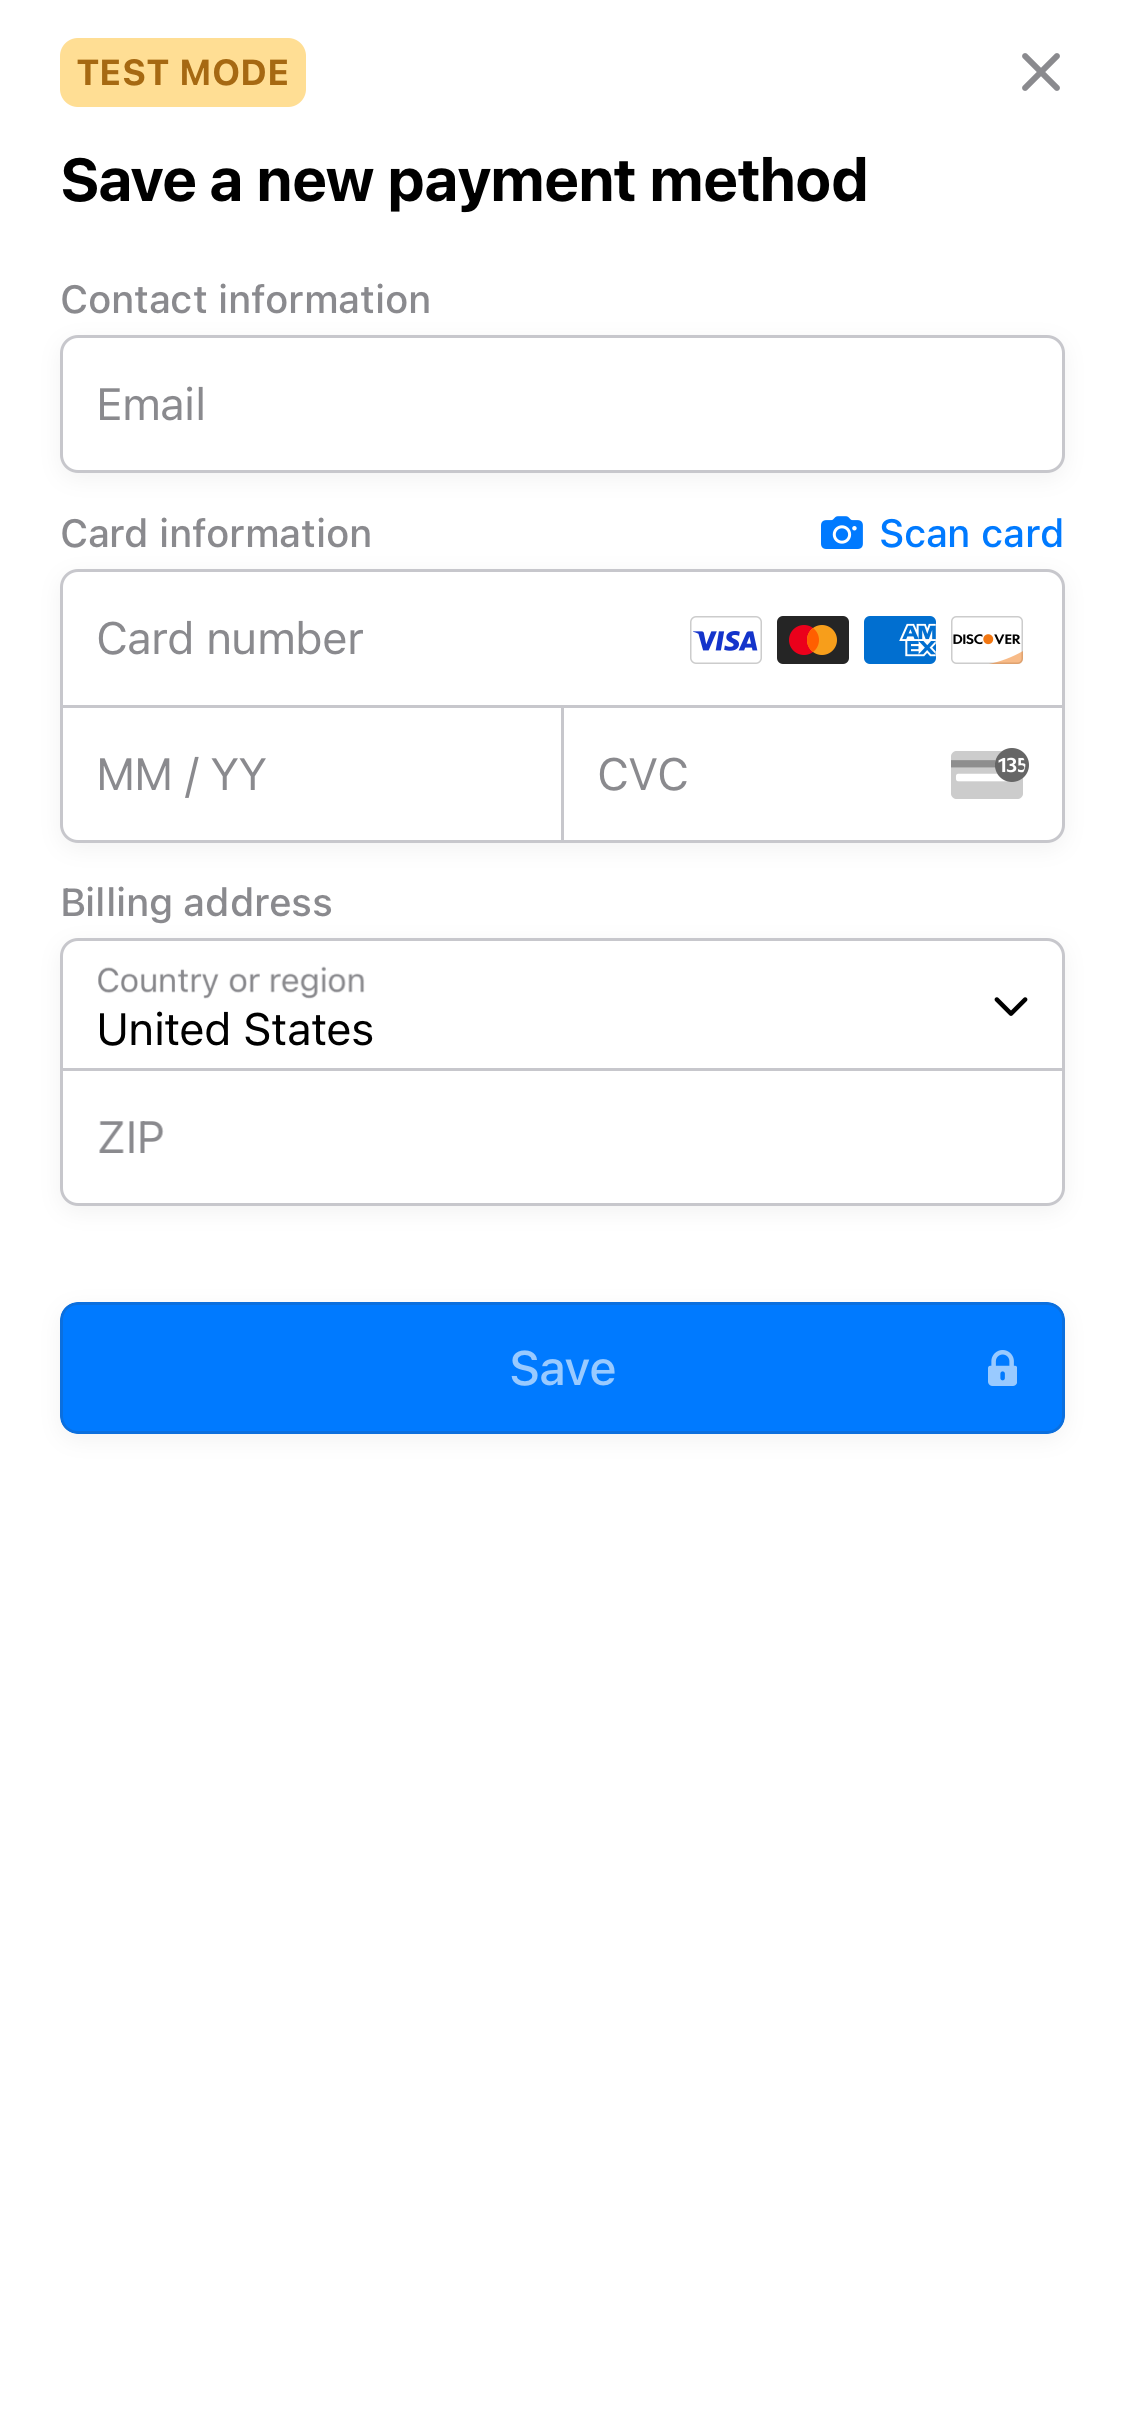 TEST MODE
Save a new payment method
Contact information
Email
Card information
Scan card
Card number
VISA
AM
EX
DISCOVER
MM / YY
CVC
135
Billing address
Country or region
United States
ZIP
Save